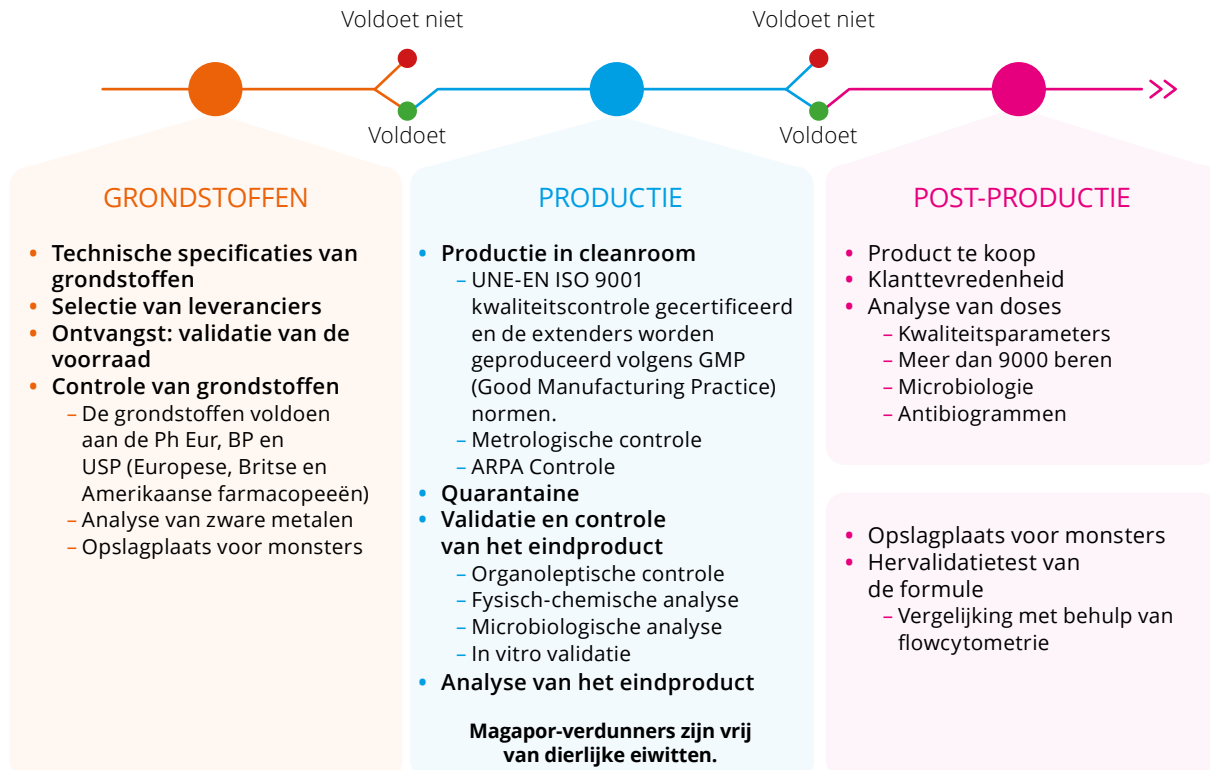 Voldoet niet
Voldoet niet
Voldoet
Voldoet
GRONDSTOFFEN
• Technische specificaties van
grondstoffen
• Selectie van leveranciers
• Ontvangst: validatie van de
voorraad
• Controle van grondstoffen
– De grondstoffen voldoen
aan de Ph Eur, BP en
USP (Europese, Britse en
Amerikaanse farmacopeeën)
– Analyse van zware metalen
– Opslagplaats voor monsters
PRODUCTIE
• Productie in cleanroom
– UNE-EN ISO 9001
kwaliteitscontrole gecertificeerd
en de extenders worden
geproduceerd volgens GMP
(Good Manufacturing Practice)
normen.
– Metrologische controle
– ARPA Controle
• Quarantaine
• Validatie en controle
van het eindproduct
– Organoleptische controle
– Fysisch-chemische analyse
– Microbiologische analyse
– In vitro validatie
• Analyse van het eindproduct
Magapor-verdunners zijn vrij
van dierlijke eiwitten.
POST-PRODUCTIE
• Product te koop
• Klanttevredenheid
• Analyse van doses
– Kwaliteitsparameters
– Meer dan 9000 beren
– Microbiologie
– Antibiogrammen
• Opslagplaats voor monsters
• Hervalidatietest van
de formule
– Vergelijking met behulp van
flowcytometrie